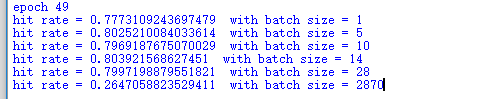 epoch 49
hit rate = 0.7773109243697479  with batch size = 1
hit rate = 0.8025210084033614  with batch size = 5
hit rate = 0.7969187675070029  with batch size = 10
hit rate = 0.803921568627451  with batch size = 14
hit rate = 0.7997198879551821  with batch size = 28
hit rate = 0.2647058823529411  with batch size = 2870